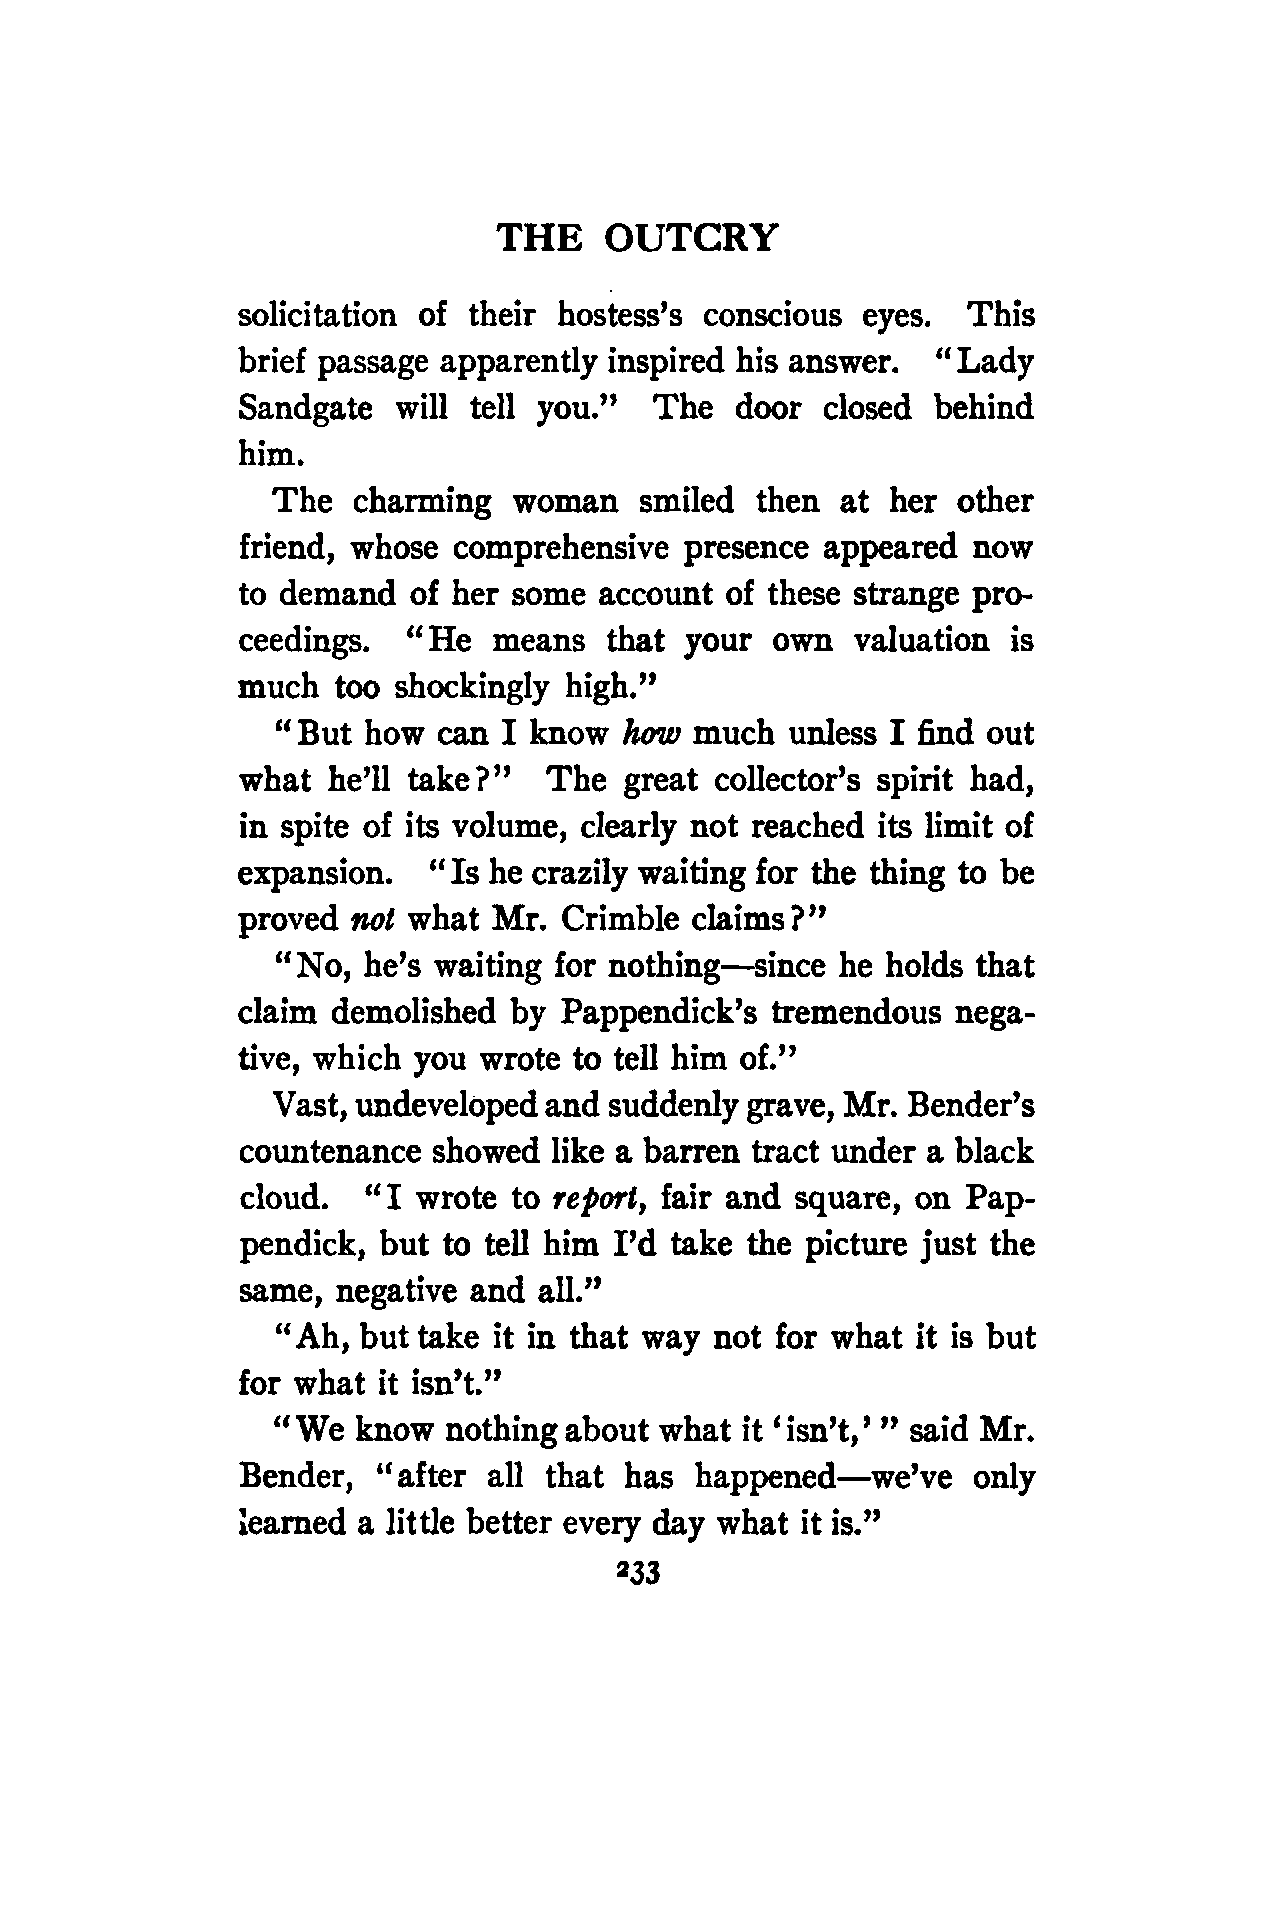 THE OUTCRY
solicitation of their hostess's conscious eyes. This
brief passage apparently inspired his answer. "Lady
Sandgate will tell you." The door closed behind
him.
The charming woman smiled then at her other
friend, whose comprehensive presence appeared now
to demand of her some account of these strange pro-
ceedings. "He means that your own valuation is
much too shockingly high."
"But how can I know how much unless I find out
what he'll take?" The great collector's spirit had,
in spite of its volume, clearly not reached its limit of
expansion. "Is he crazily waiting for the thing to be
proved not what Mr. Crimble claims?"
"No, he's waiting for nothing—since he holds that
claim demolished by Pappendick's tremendous nega-
tive, which you wrote to tell him of."
Vast, undeveloped and suddenly grave, Mr. Bender's
countenance showed like a barren tract under a black
cloud. "I wrote to report, fair and square, on Pap-
pendick, but to tell him I'd take the picture just the
same, negative and all."
"Ah, but take it in that way not for what it is but
for what it isn't."
"We know nothing about what it 'isn't,' " said Mr.
Bender, "after all that has happened—we've only
learned a little better every day what it is."
233